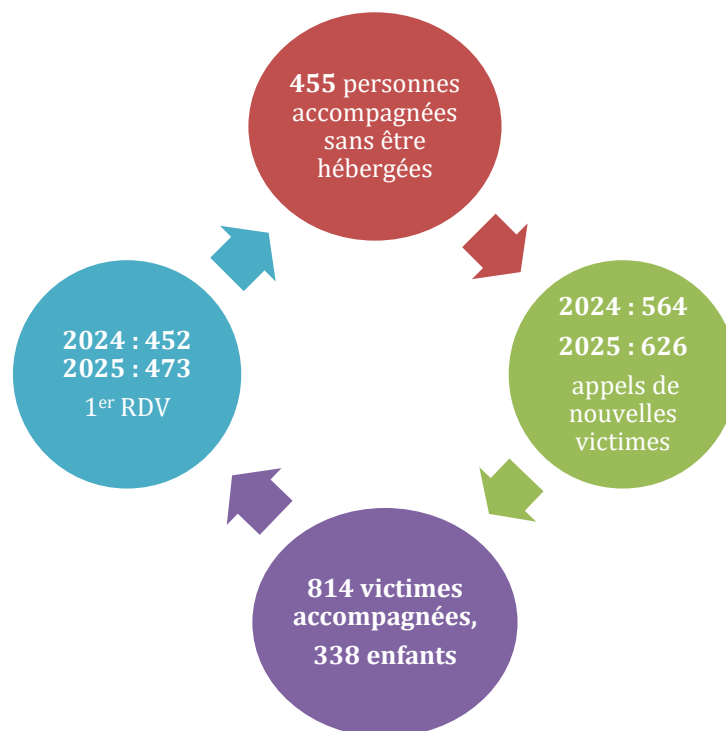 455 personnes
accompagnées
sans être
hébergées
2024 : 564
2025 : 626
appels de
nouvelles
victimes
814 victimes
accompagnées,
338 enfants
2024 : 452
2025 : 473
1er RDV